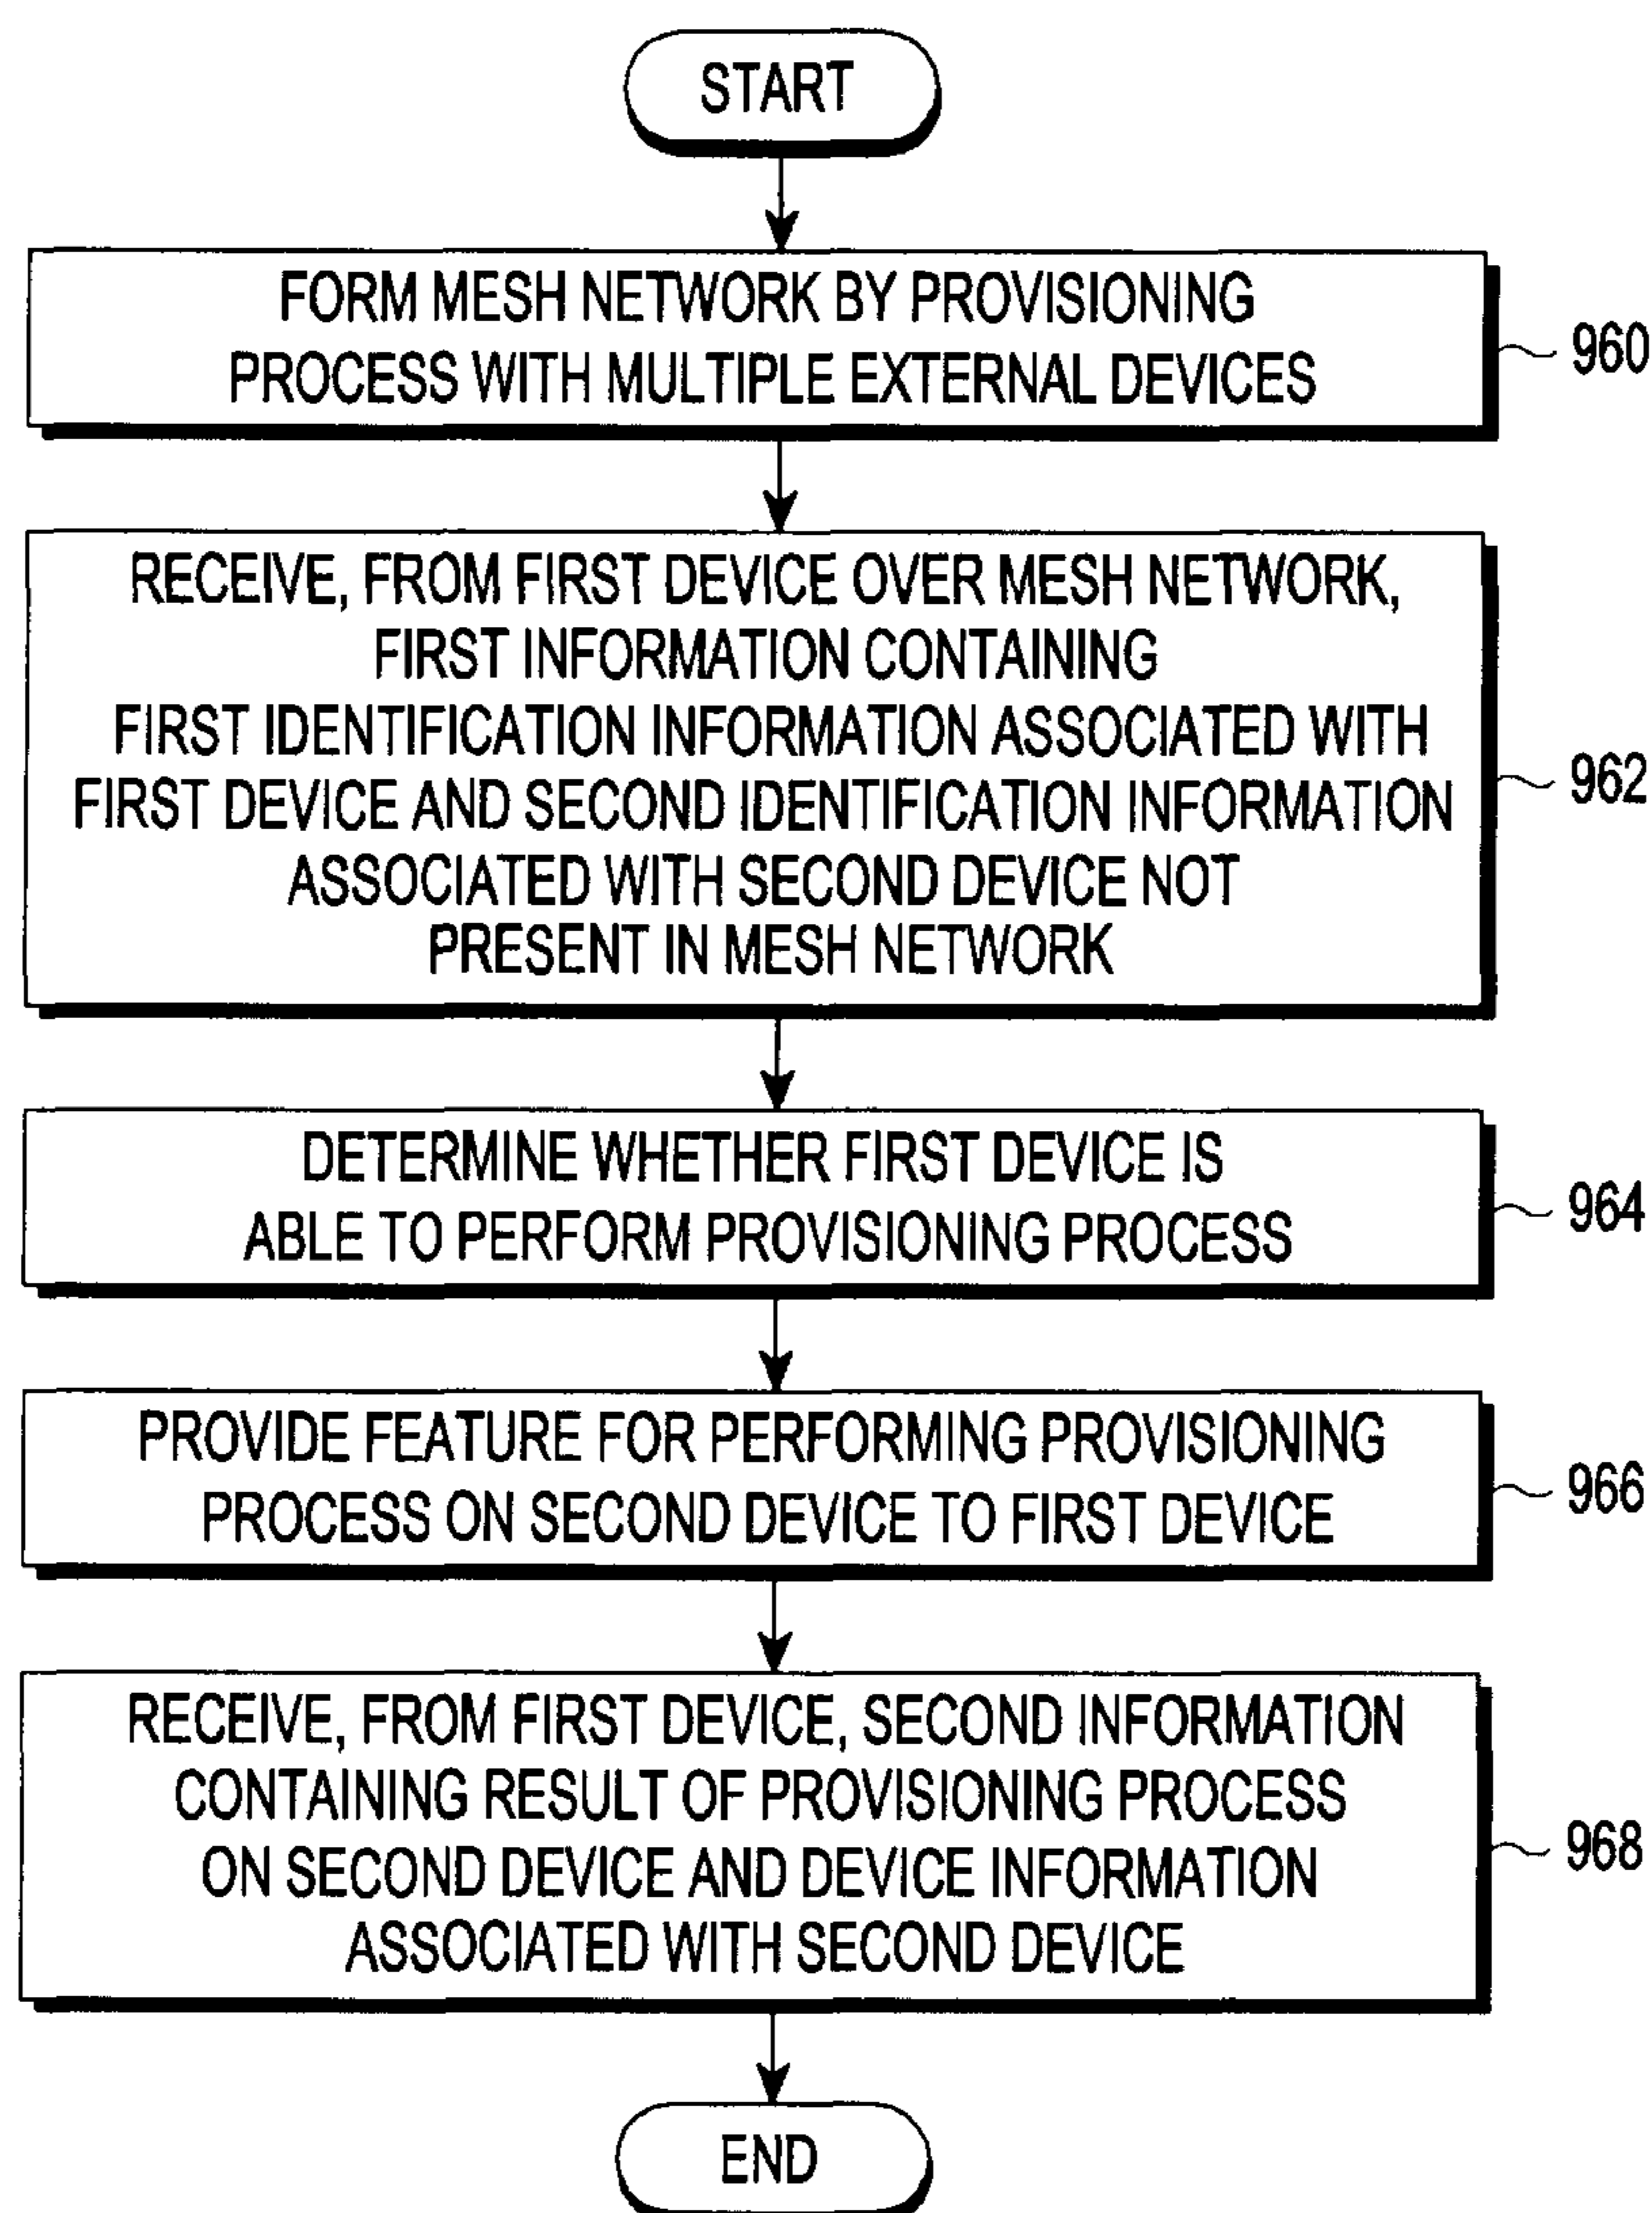 START
FORM MESH NETWORK BY PROVISIONING
PROCESS WITH MULTIPLE EXTERNAL DEVICES
960
RECEIVE, FROM FIRST DEVICE OVER MESH NETWORK,
FIRST INFORMATION CONTAINING
FIRST IDENTIFICATION INFORMATION ASSOCIATED WITH
FIRST DEVICE AND SECOND IDENTIFICATION INFORMATION
ASSOCIATED WITH SECOND DEVICE NOT
PRESENT IN MESH NETWORK
962
DETERMINE WHETHER FIRST DEVICE IS
ABLE TO PERFORM PROVISIONING PROCESS
964
PROVIDE FEATURE FOR PERFORMING PROVISIONING
PROCESS ON SECOND DEVICE TO FIRST DEVICE
966
RECEIVE, FROM FIRST DEVICE, SECOND INFORMATION
CONTAINING RESULT OF PROVISIONING PROCESS
ON SECOND DEVICE AND DEVICE INFORMATION
ASSOCIATED WITH SECOND DEVICE
968
END